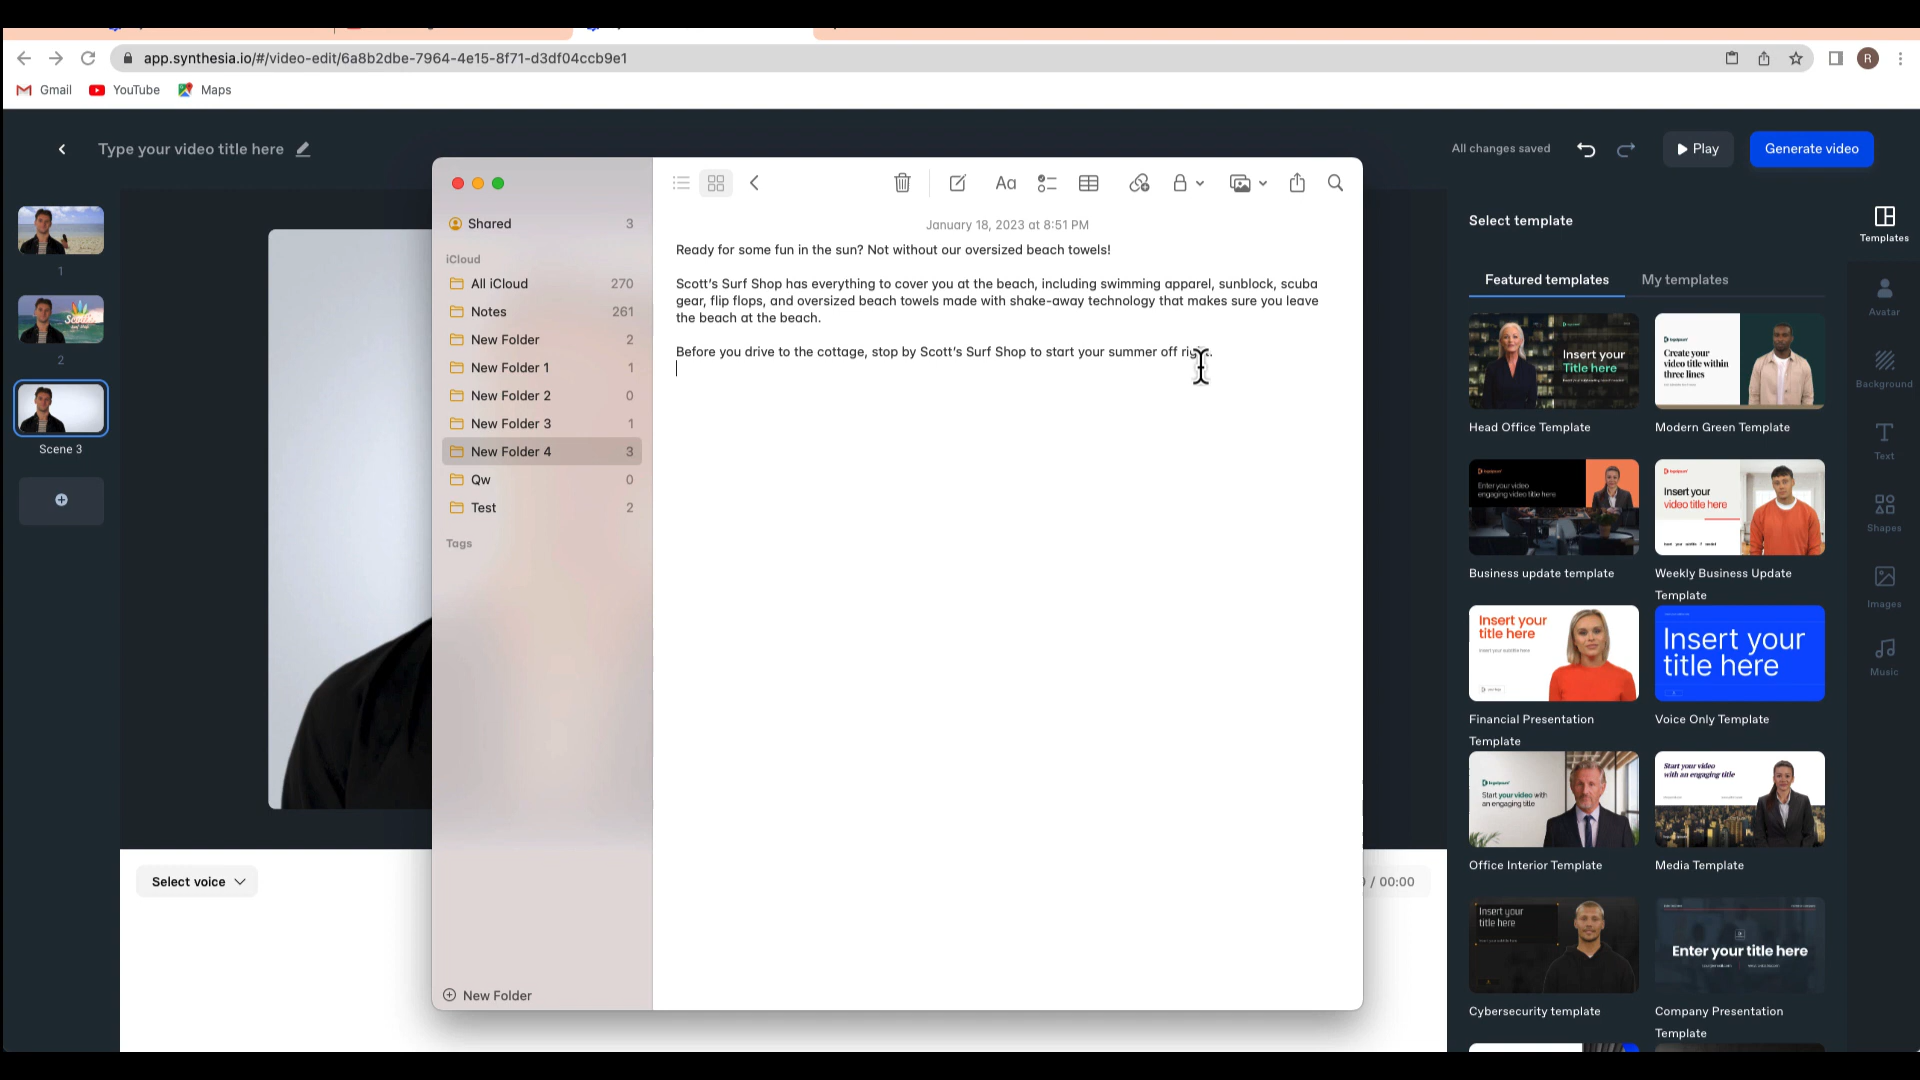 app.synthesia.io/#/video-edit/6a8b2dbe-7964-4e15-8f71-d3df04ccb9e1
R
Gmail
YouTube
Maps
Type your video title here
All changes saved
Play
Generate video
1
2
Scene 3
Shared 3
iCloud
All iCloud 270
Notes 261
New Folder 2
New Folder 1 1
New Folder 2 0
New Folder 3 1
New Folder 4 3
Qw 0
Test 2
Tags
New Folder
Aa
January 18, 2023 at 8:51 PM
Ready for some fun in the sun? Not without our oversized beach towels!
Scott's Surf Shop has everything to cover you at the beach, including swimming apparel, sunblock, scuba
gear, flip flops, and oversized beach towels made with shake-away technology that makes sure you leave
the beach at the beach.
Before you drive to the cottage, stop by Scott's Surf Shop to start your summer off
Select voice
/ 00:00
Select template
Featured templates
My templates
Insert your
Title here
Head Office Template
Create your
video title within
three lines
Modern Green Template
Enter your video
engaging video title here
Business update template
Insert your
video title here
Weekly Business Update
Template
Insert your
title here
Financial Presentation
Template
Insert your
title here
Voice Only Template
Start your video with
an engaging title
Office Interior Template
Start your video
with an engaging title
Media Template
Insert your
title here
Cybersecurity template
Enter your title here
Company Presentation
Template
Templates
Avatar
Background
Text
Shapes
Images
Music